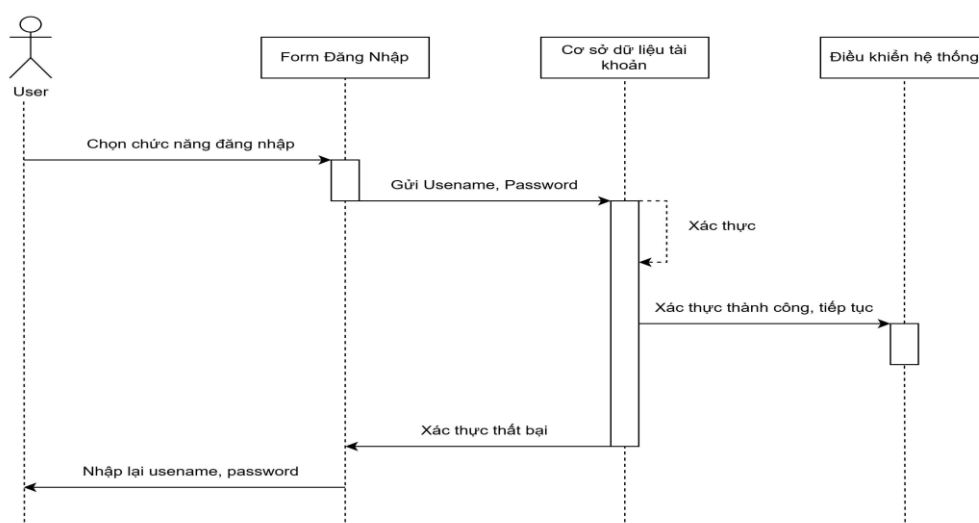 Form Đăng Nhập
Cơ sở dữ liệu tài
khoản
Điều khiển hệ thống
User
Chọn chức năng đăng nhập
Gửi Usename, Password
Xác thực
Xác thực thành công, tiếp tục
Xác thực thất bại
Nhập lại usename, password